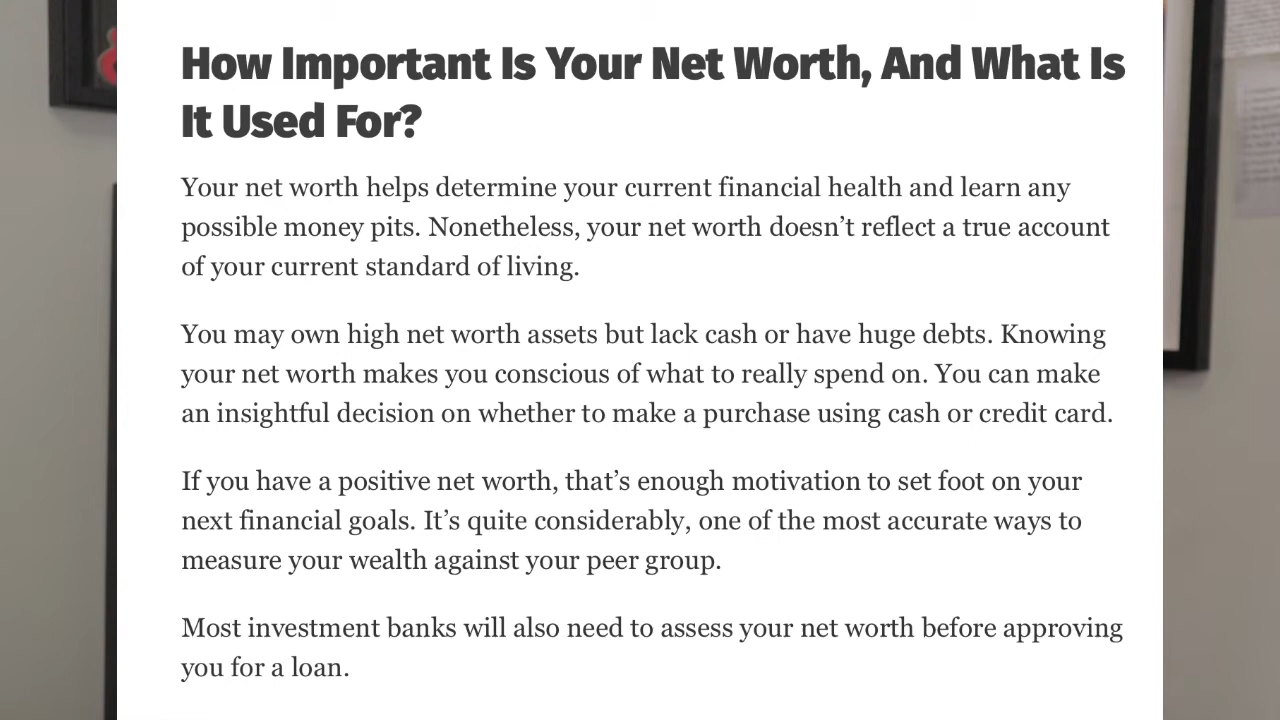 How Important Is Your Net Worth, And What Is
It Used For?
Your net worth helps determine your current financial health and learn any
possible money pits. Nonetheless, your net worth doesn’t reflect a true account
of your current standard of living.
You may own high net worth assets but lack cash or have huge debts. Knowing
your net worth makes you conscious of what to really spend on. You can make
an insightful decision on whether to make a purchase using cash or credit card.
If you have a positive net worth, that’s enough motivation to set foot on your
next financial goals. It’s quite considerably, one of the most accurate ways to
measure your wealth against your peer group.
Most investment banks will also need to assess your net worth before approving
you for a loan.